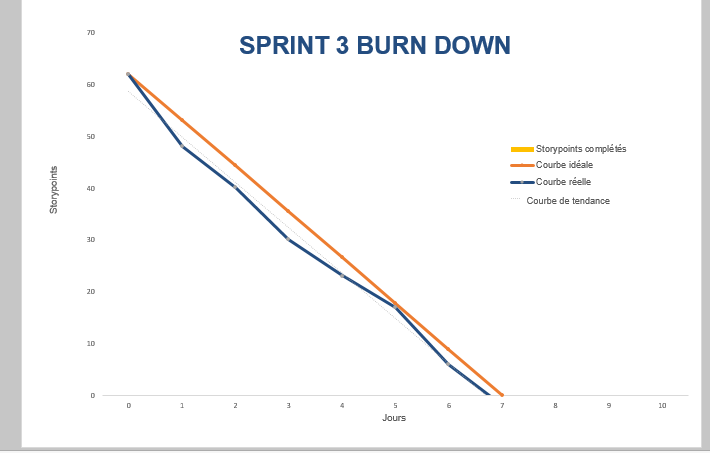 SPRINT 3 BURN DOWN
70
60
50
40
30
20
10
0
Storypoints
0 1 2 3 4 5 6 7 8 9 10
Jours
Storypoints complétés
Courbe idéale
Courbe réelle
Courbe de tendance